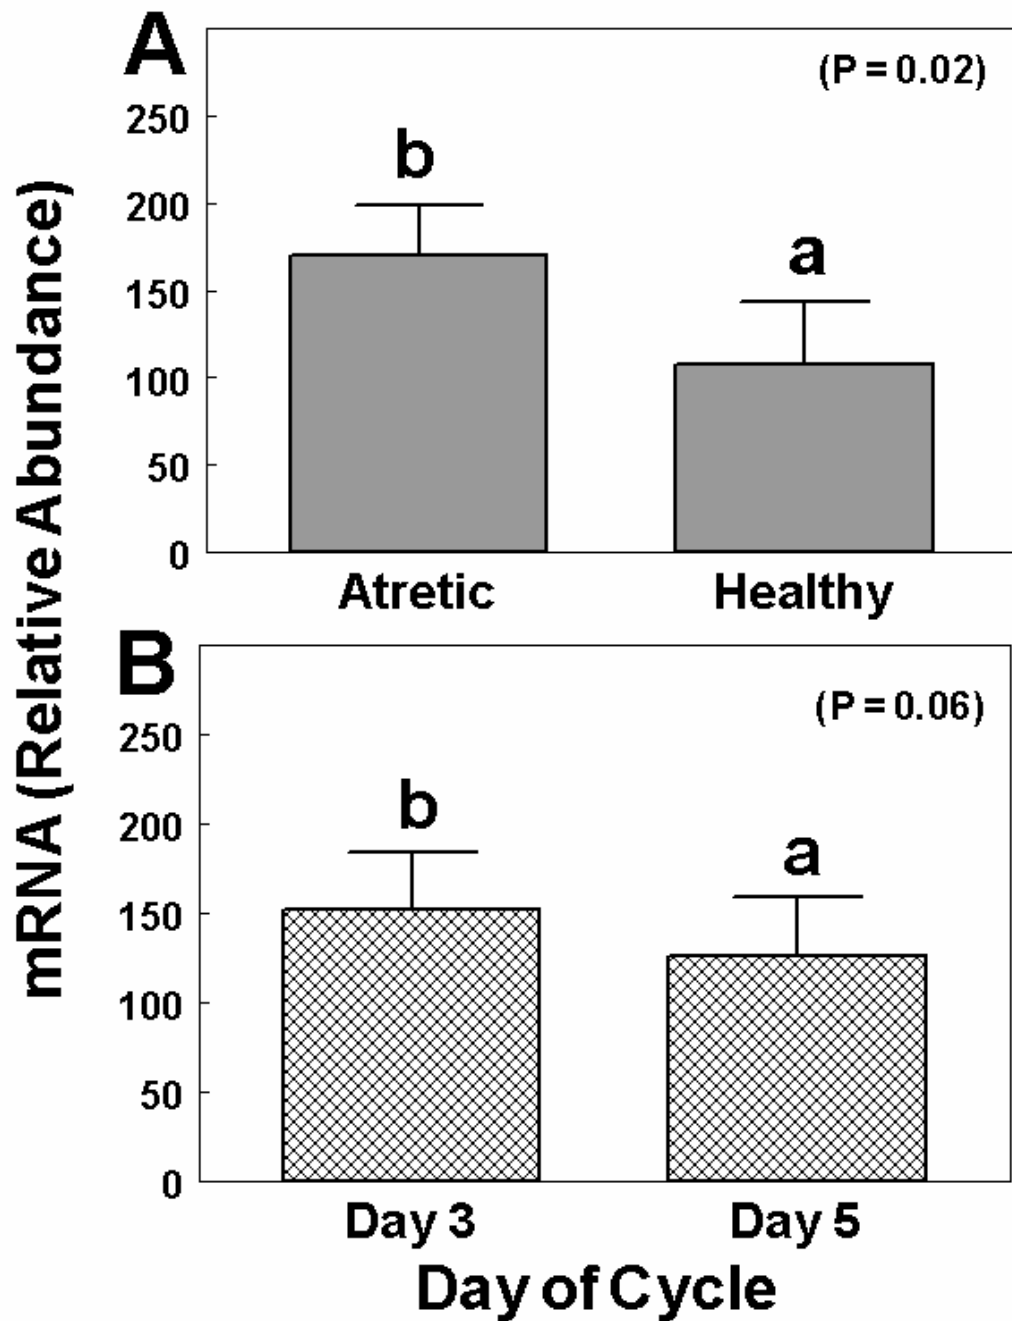 A
(P = 0.02)
250
200
150
100
50
0
b
a
Atretic
Healthy
mRNA (Relative Abundance)
B
(P = 0.06)
250
200
150
100
50
0
b
a
Day 3
Day 5
Day of Cycle